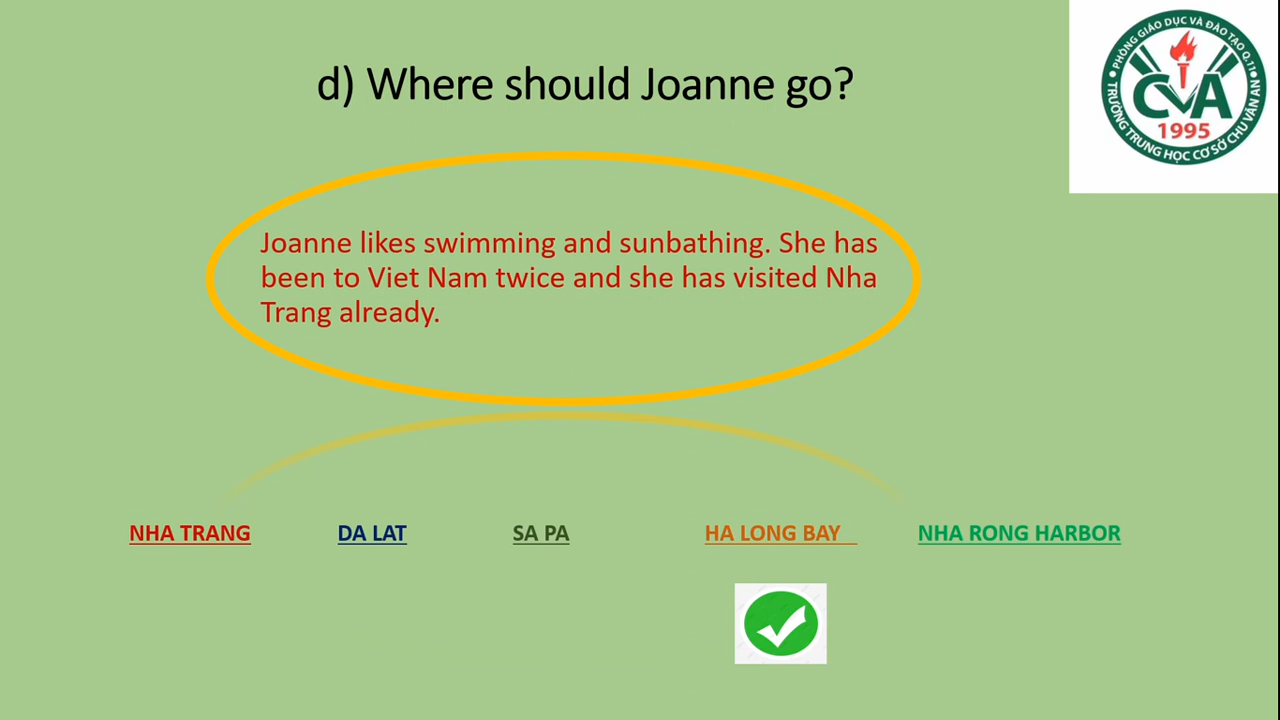 d) Where should Joanne go?
PHÒNG GIÁO DỤC VÀ ĐÀO TẠO Q.11
CVA
1995
TRƯỜNG TRUNG HỌC CƠ SỞ CHU VĂN AN
Joanne likes swimming and sunbathing. She has
been to Viet Nam twice and she has visited Nha
Trang already.
NHA TRANG DA LAT SA PA HA LONG BAY NHA RONG HARBOR